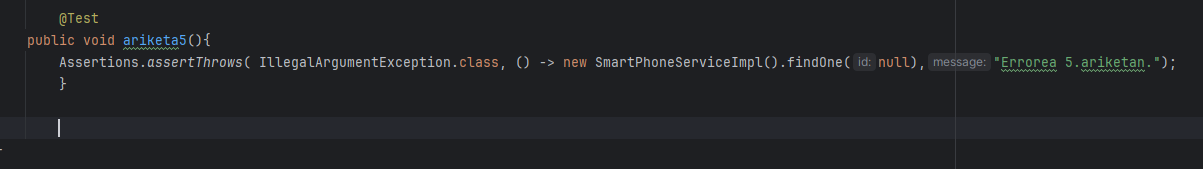 @Test
public void ariketa5(){
Assertions.assertThrows( IllegalArgumentException.class, () -> new SmartPhoneServiceImpl().findOne( id: null), message: "Errorea 5.ariketan.");
}